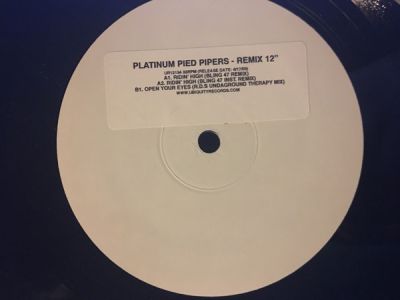 PLATINUM PIED PIPERS - REMIX 12"
A1. RIDIN' HIGH (BLING 47 REMIX)
A2. RIDIN' HIGH (BLING 47 INST. REMIX)
B1. OPEN YOUR EYES (R.D.S UNDAGROUND THERAPY MIX)
WWW.UBIQUITYRECORDS.COM